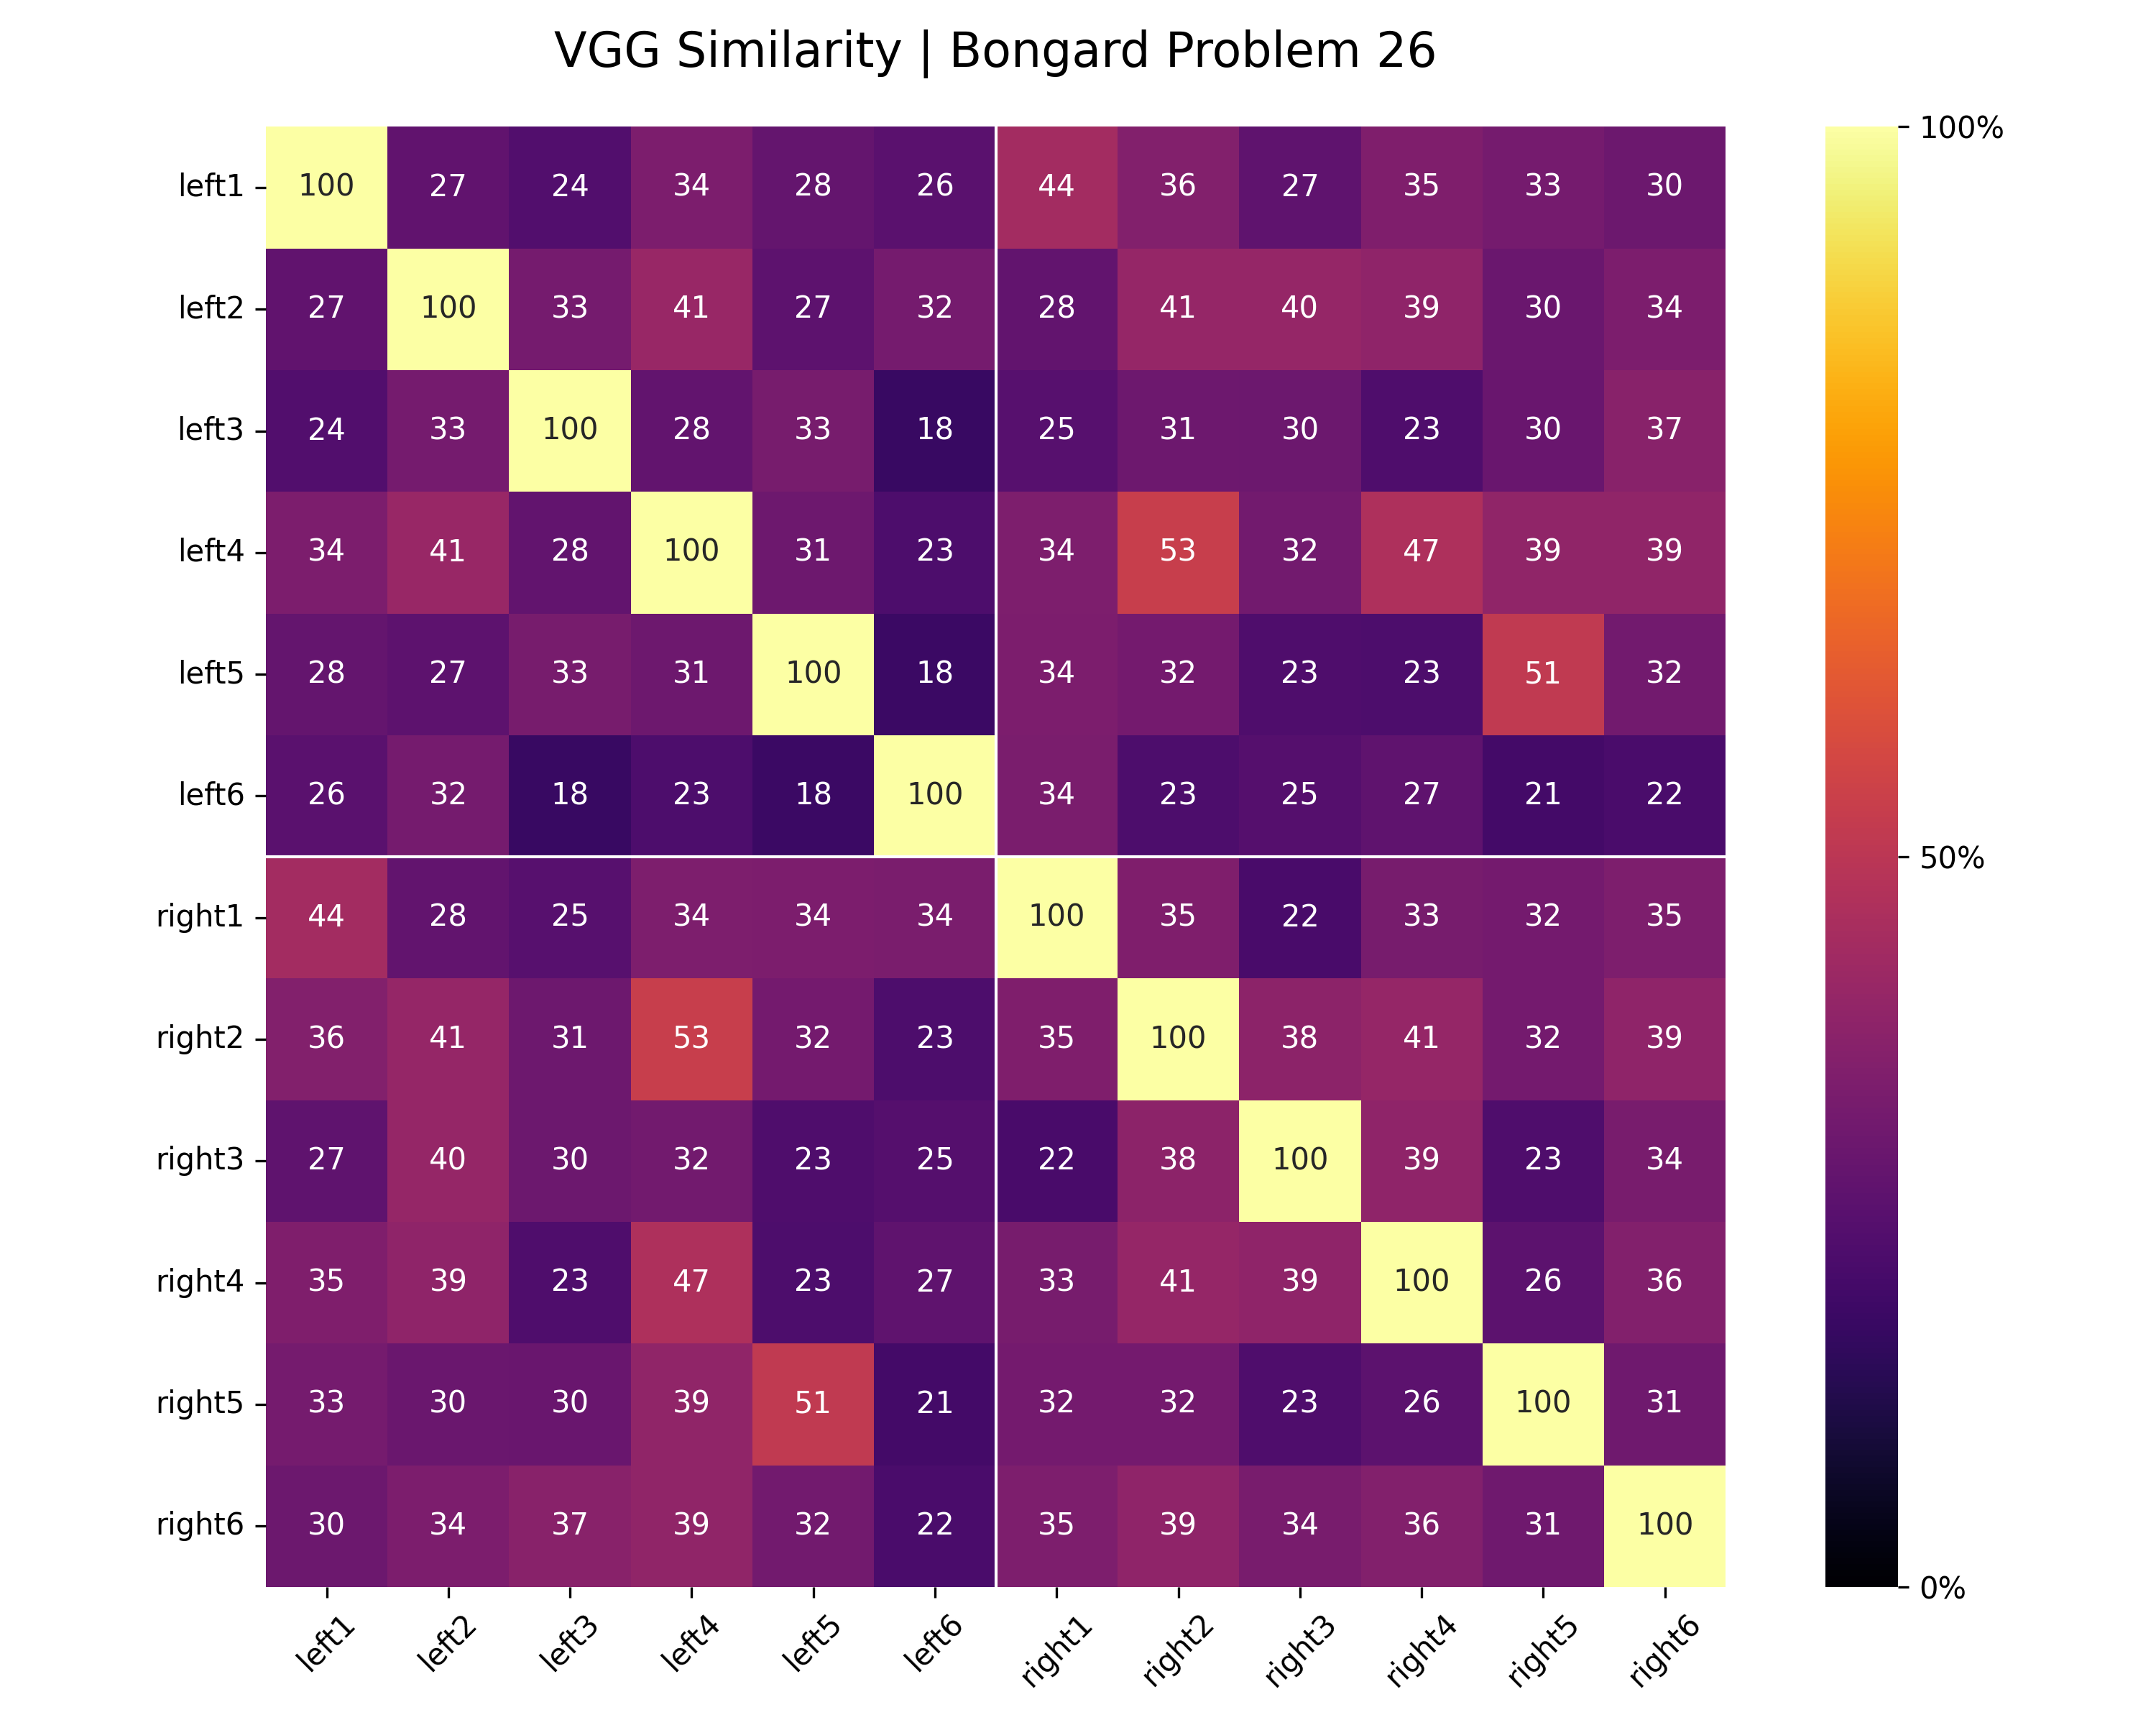 VGG Similarity | Bongard Problem 26
left1 100 27 24 34 28 26 44 36 27 35 33 30
left2 27 100 33 41 27 32 28 41 40 39 30 34
left3 24 33 100 28 33 18 25 31 30 23 30 37
left4 34 41 28 100 31 23 34 53 32 47 39 39
left5 28 27 33 31 100 18 34 32 23 23 51 32
left6 26 32 18 23 18 100 34 23 25 27 21 22
right1 44 28 25 34 34 34 100 35 22 33 32 35
right2 36 41 31 53 32 23 35 100 38 41 32 39
right3 27 40 30 32 23 25 22 38 100 39 23 34
right4 35 39 23 47 23 27 33 41 39 100 26 36
right5 33 30 30 39 51 21 32 32 23 26 100 31
right6 30 34 37 39 32 22 35 39 34 36 31 100
left1 left2 left3 left4 left5 left6 right1 right2 right3 right4 right5 right6
100%
50%
0%